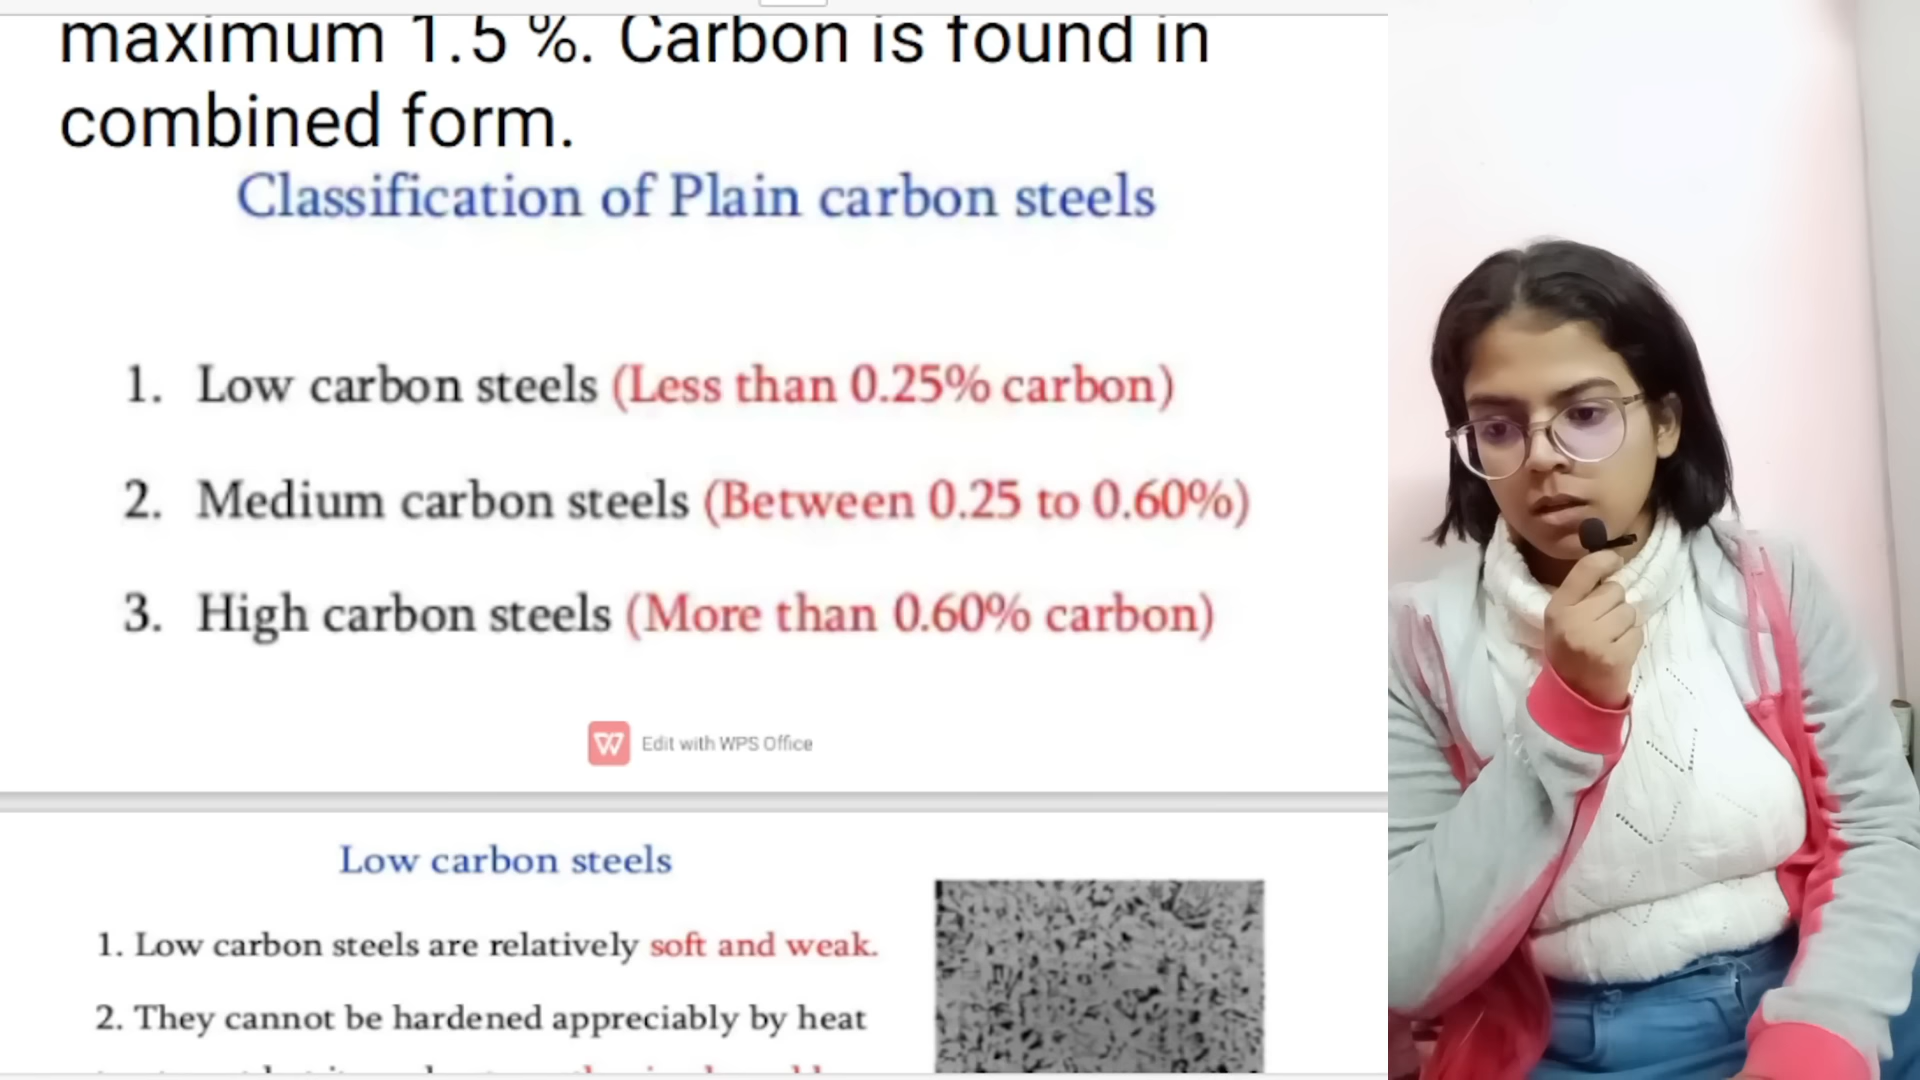 maximum 1.5 %. Carbon is found in
combined form.
Classification of Plain carbon steels
1. Low carbon steels (Less than 0.25% carbon)
2. Medium carbon steels (Between 0.25 to 0.60%)
3. High carbon steels (More than 0.60% carbon)
Edit with WPS Office
Low carbon steels
1. Low carbon steels are relatively soft and weak.
2. They cannot be hardened appreciably by heat